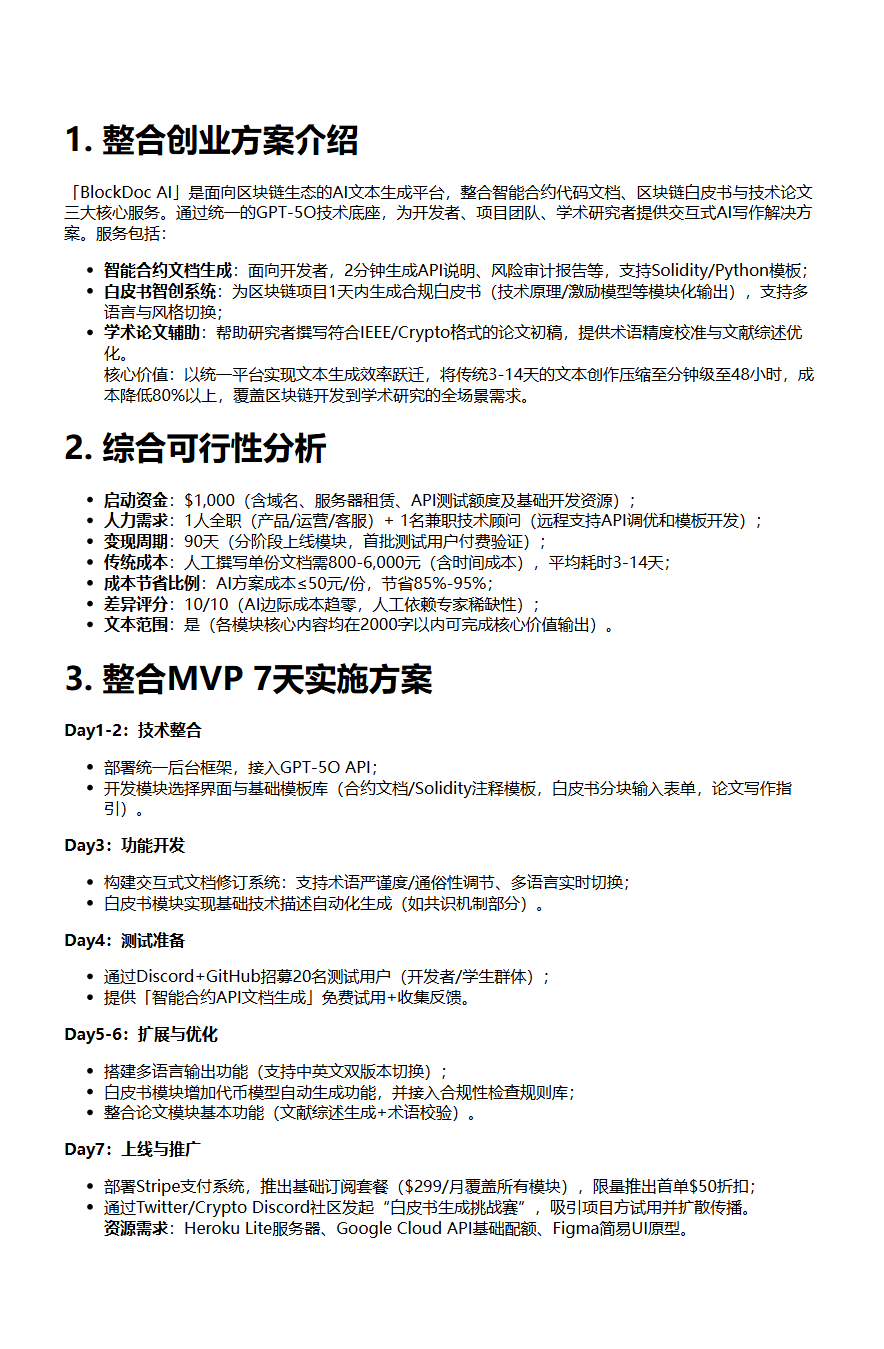 1. 整合创业方案介绍
「BlockDoc AI」是面向区块链生态的AI文本生成平台，整合智能合约代码文档、区块链白皮书与技术论文
三大核心服务。通过统一的GPT-5O技术底座，为开发者、项目团队、学术研究者提供交互式AI写作解决方
案。服务包括：
• 智能合约文档生成：面向开发者，2分钟生成API说明、风险审计报告等，支持Solidity/Python模板；
• 白皮书智创系统：为区块链项目1天内生成合规白皮书（技术原理/激励模型等模块化输出），支持多
语言与风格切换；
• 学术论文辅助：帮助研究者撰写符合IEEE/Crypto格式的论文初稿，提供术语精度校准与文献综述优
化。
核心价值：以统一平台实现文本生成效率跃迁，将传统3-14天的文本创作压缩至分钟级至48小时，成
本降低80%以上，覆盖区块链开发到学术研究的全场景需求。
2. 综合可行性分析
• 启动资金：$1,000（含域名、服务器租赁、API测试额度及基础开发资源）；
• 人力需求：1人全职（产品/运营/客服）+ 1名兼职技术顾问（远程支持API调优和模板开发）；
• 变现周期：90天（分阶段上线模块，首批测试用户付费验证）；
• 传统成本：人工撰写单份文档需800-6,000元（含时间成本），平均耗时3-14天；
• 成本节省比例：AI方案成本≤50元/份，节省85%-95%；
• 差异评分：10/10（AI边际成本趋零，人工依赖专家稀缺性）；
• 文本范围：是（各模块核心内容均在2000字以内可完成核心价值输出）。
3. 整合MVP 7天实施方案
Day1-2：技术整合
• 部署统一后台框架，接入GPT-5O API；
• 开发模块选择界面与基础模板库（合约文档/Solidity注释模板，白皮书分块输入表单，论文写作指
引）。
Day3：功能开发
• 构建交互式文档修订系统：支持术语严谨度/通俗性调节、多语言实时切换；
• 白皮书模块实现基础技术描述自动化生成（如共识机制部分）。
Day4：测试准备
• 通过Discord+GitHub招募20名测试用户（开发者/学生群体）；
• 提供「智能合约API文档生成」免费试用+收集反馈。
Day5-6：扩展与优化
• 搭建多语言输出功能（支持中英文双版本切换）；
• 白皮书模块增加代币模型自动生成功能，并接入合规性检查规则库；
• 整合论文模块基本功能（文献综述生成+术语校验）。
Day7：上线与推广
• 部署Stripe支付系统，推出基础订阅套餐（$299/月覆盖所有模块），限量推出首单$50折扣；
• 通过Twitter/Crypto Discord社区发起“白皮书生成挑战赛”，吸引项目方试用并扩散传播。
资源需求：Heroku Lite服务器、Google Cloud API基础配额、Figma简易UI原型。